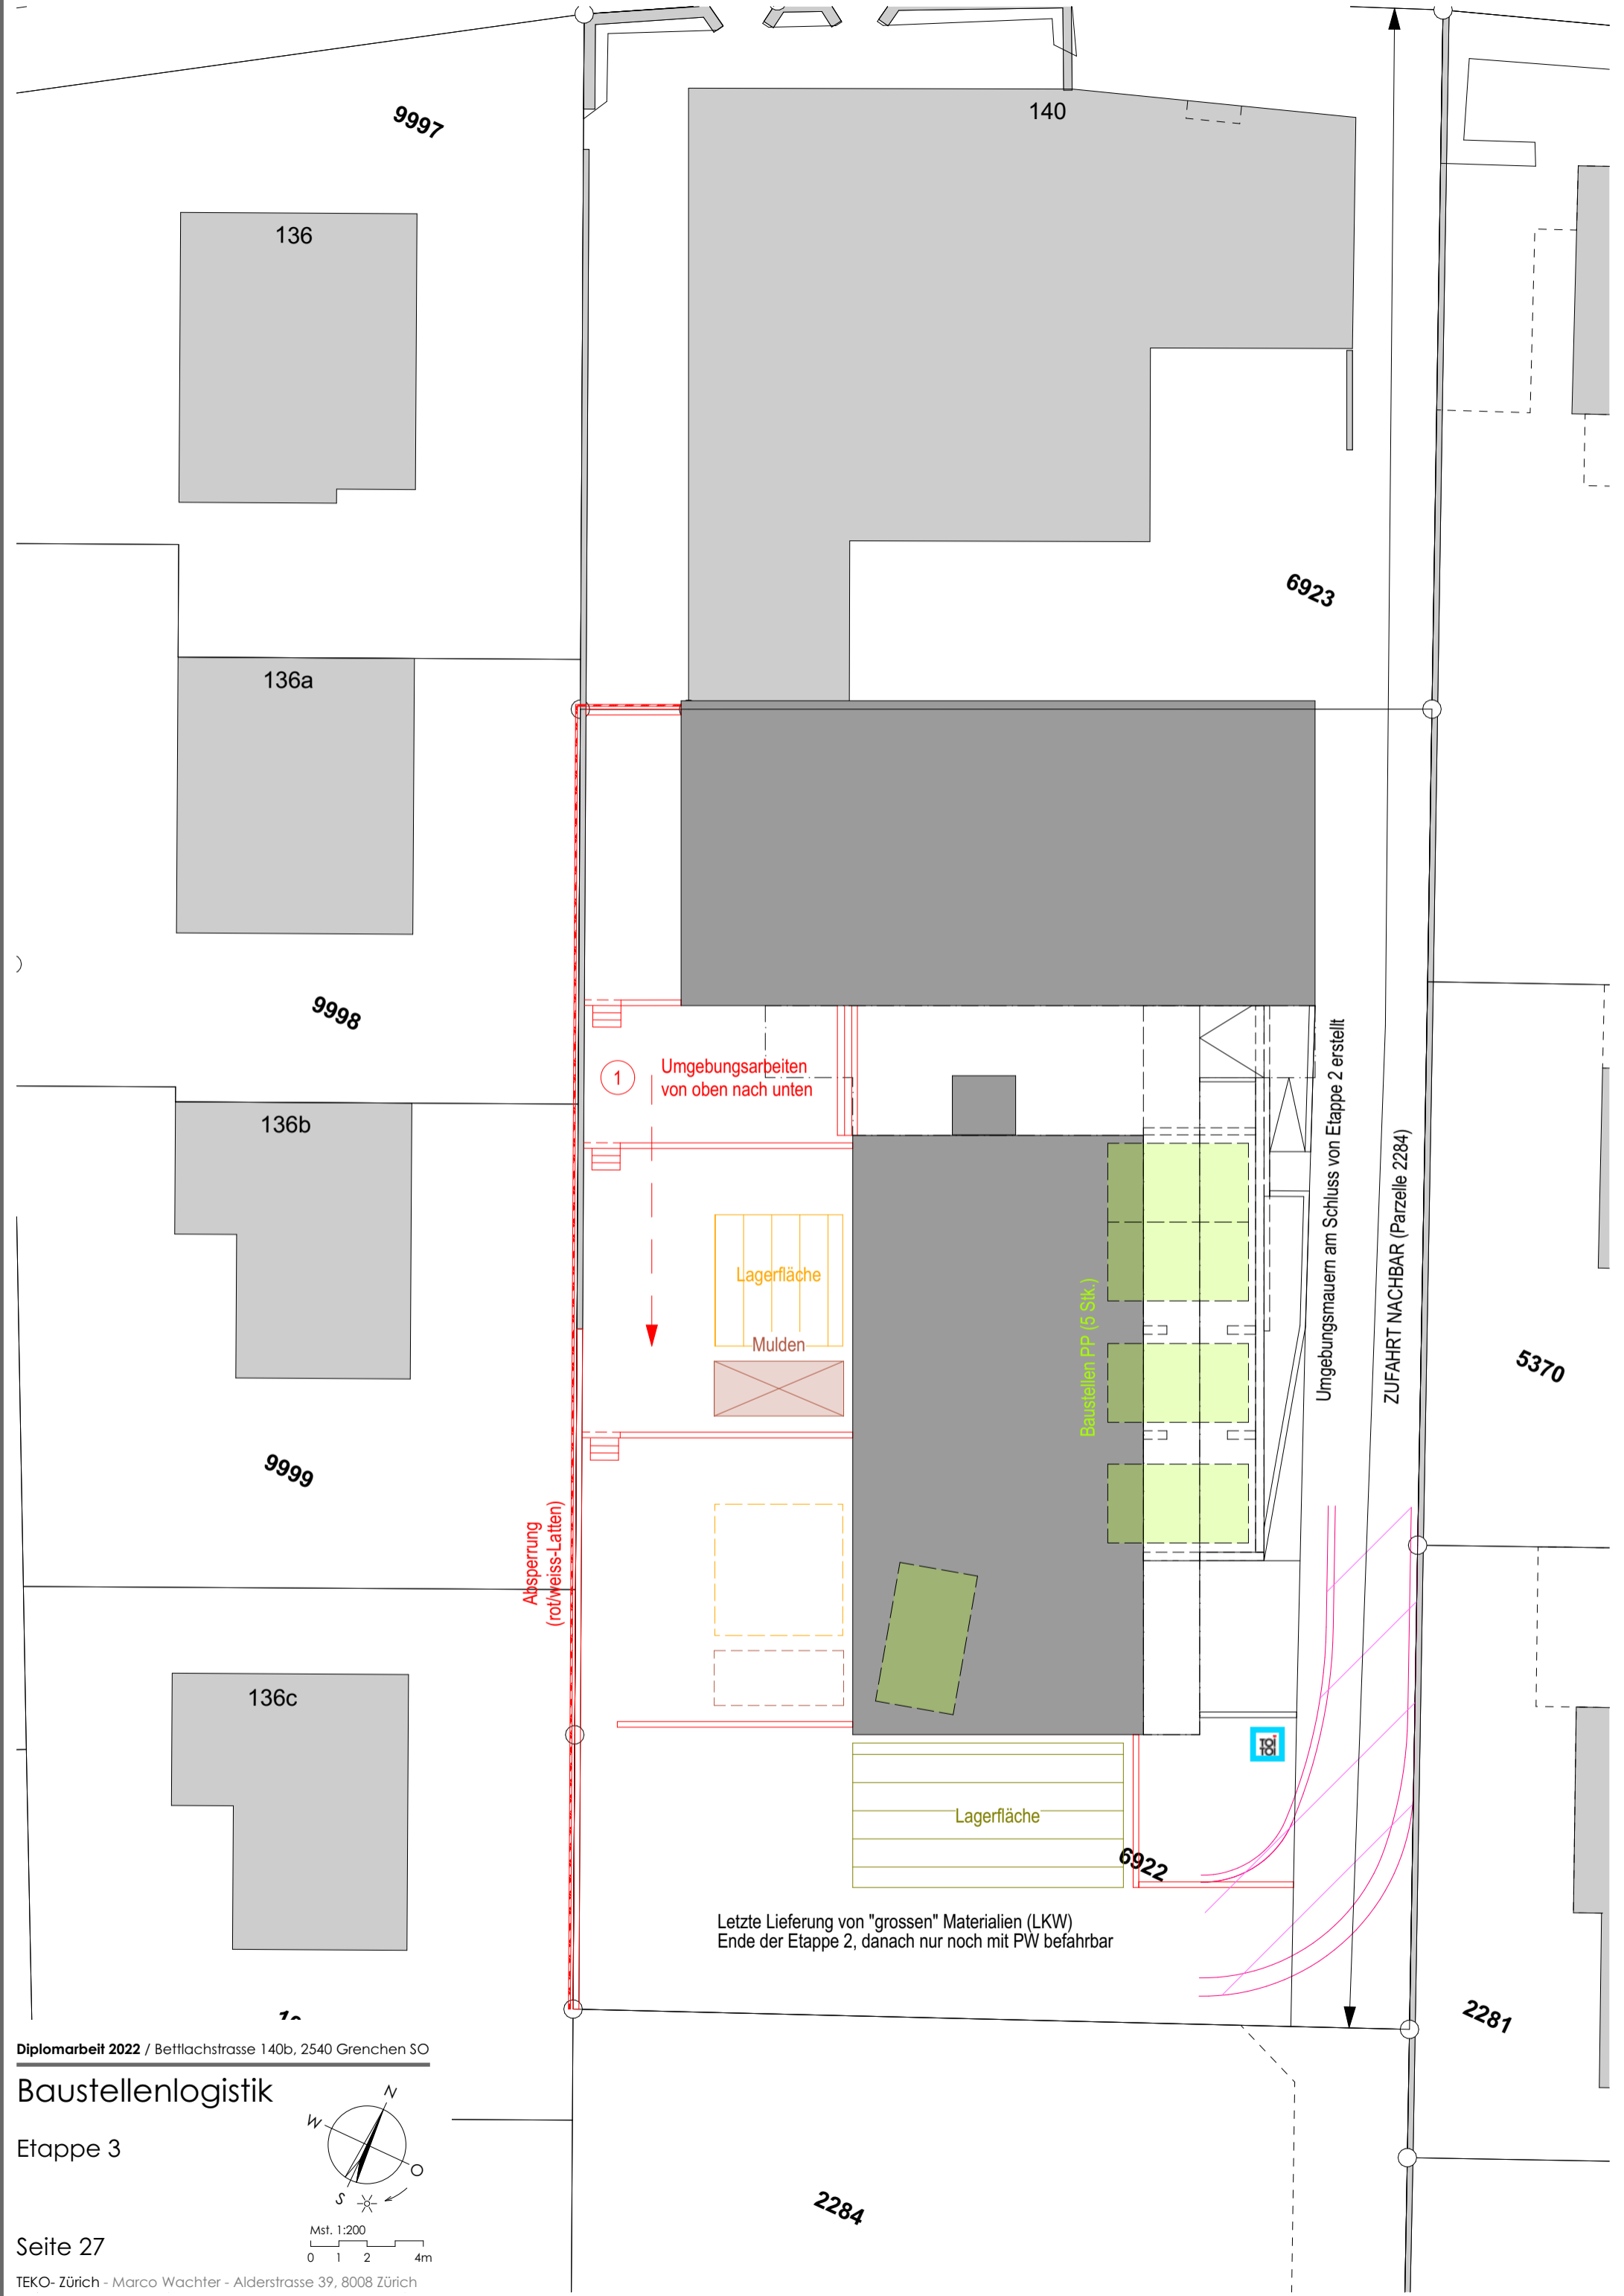 9997
140
136
6923
136a
9998
1
Umgebungsarbeiten
von oben nach unten
136b
Umgebungsmauern am Schluss von Etappe 2 erstellt
ZUFAHRT NACHBAR (Parzelle 2284)
Lagerfläche
Mulden
Baustellen PP (5 Stk.)
5370
9999
Absperrung
(rot/weiss-Latten)
136c
TOI
TOI
Lagerfläche
6922
Letzte Lieferung von "grossen" Materialien (LKW)
Ende der Etappe 2, danach nur noch mit PW befahrbar
2281
Diplomarbeit 2022 / Bettlachstrasse 140b, 2540 Grenchen SO
Baustellenlogistik
N
W
O
S
Etappe 3
2284
Mst. 1:200
0 1 2 4m
Seite 27
TEKO- Zürich - Marco Wachter - Alderstrasse 39, 8008 Zürich